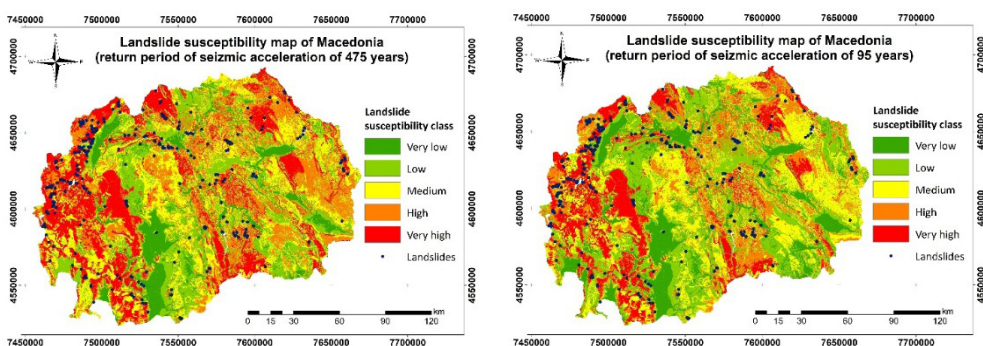 7450000 7500000 7550000 7600000 7650000 7700000
Landslide susceptibility map of Macedonia
(return period of seizmic acceleration of 475 years)
N
W E
S
4700000
4650000
4600000
4550000
Landslide
susceptibility class
Very low
Low
Medium
High
Very high
Landslides
4700000
4650000
4600000
4550000
km
0 15 30 60 90 120
7450000 7500000 7550000 7600000 7650000 7700000
7450000 7500000 7550000 7600000 7650000 7700000
Landslide susceptibility map of Macedonia
(return period of seizmic acceleration of 95 years)
N
W E
S
4700000
4650000
4600000
4550000
Landslide
susceptibility class
Very low
Low
Medium
High
Very high
Landslides
4700000
4650000
4600000
4550000
km
0 15 30 60 90 120
7450000 7500000 7550000 7600000 7650000 7700000